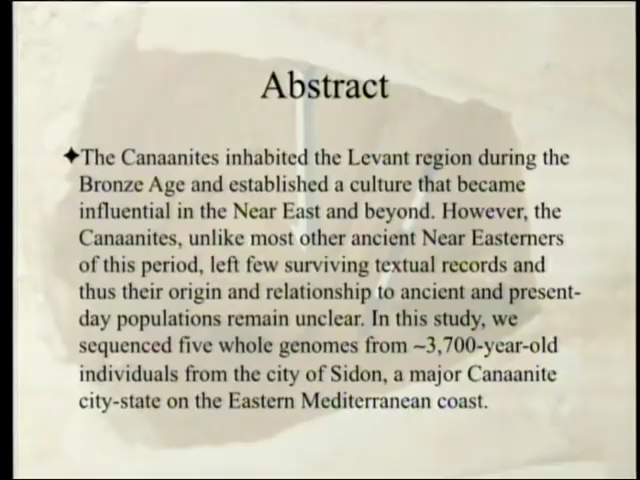 Abstract
✦The Canaanites inhabited the Levant region during the
Bronze Age and established a culture that became
influential in the Near East and beyond. However, the
Canaanites, unlike most other ancient Near Easterners
of this period, left few surviving textual records and
thus their origin and relationship to ancient and present-
day populations remain unclear. In this study, we
sequenced five whole genomes from ~3,700-year-old
individuals from the city of Sidon, a major Canaanite
city-state on the Eastern Mediterranean coast.